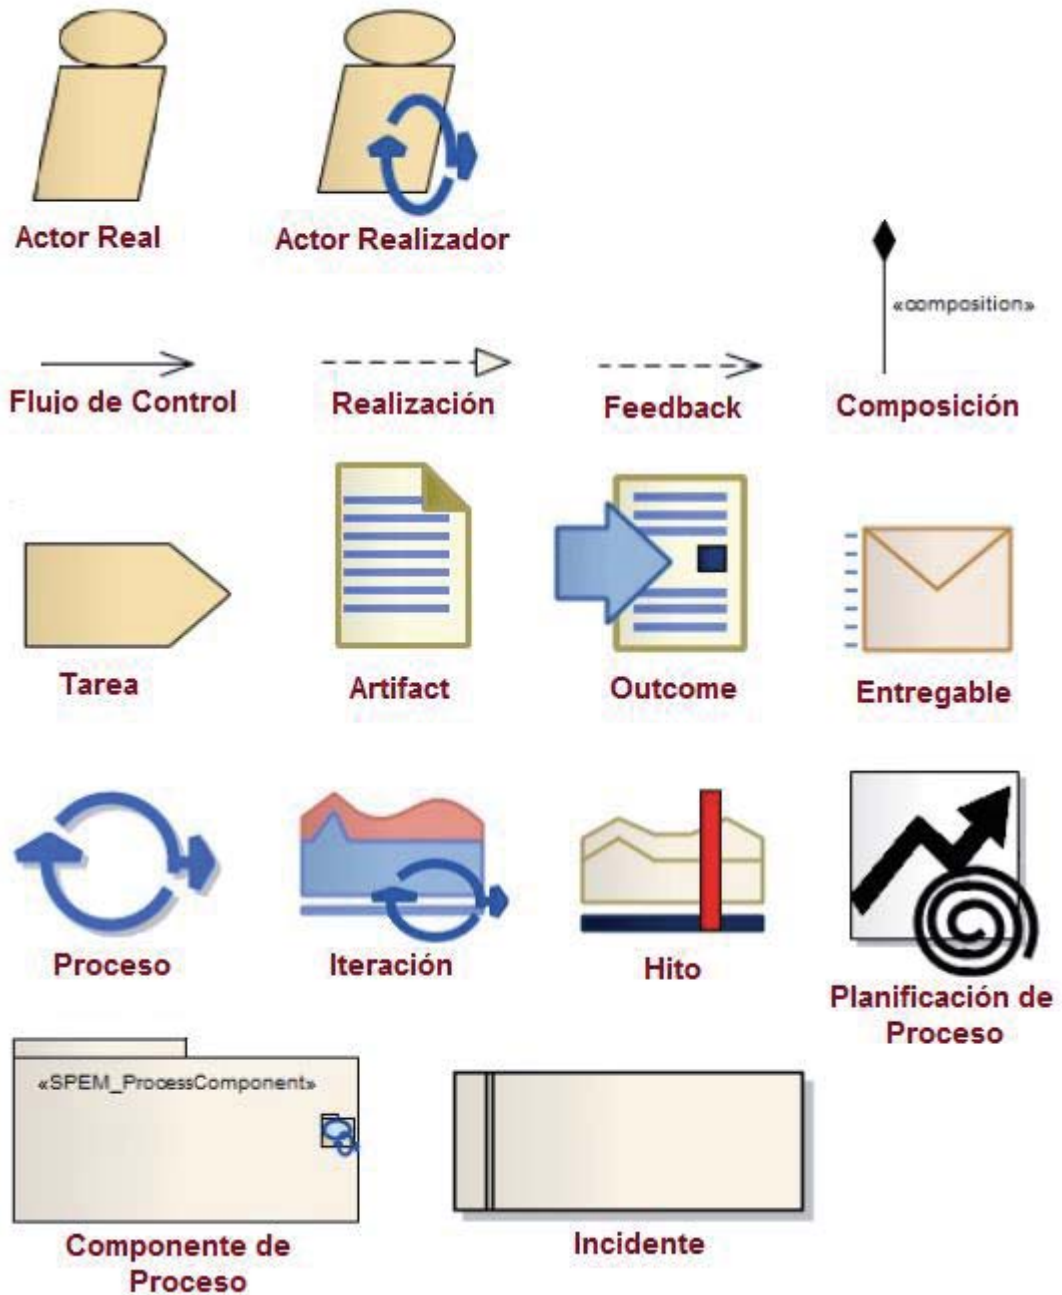 Actor Real
Actor Realizador
«composition»
Flujo de Control
Realización
Feedback
Composición
Tarea
Artifact
Outcome
Entregable
Proceso
Iteración
Hito
Planificación de
Proceso
«SPEM_ProcessComponent»
Componente de
Proceso
Incidente